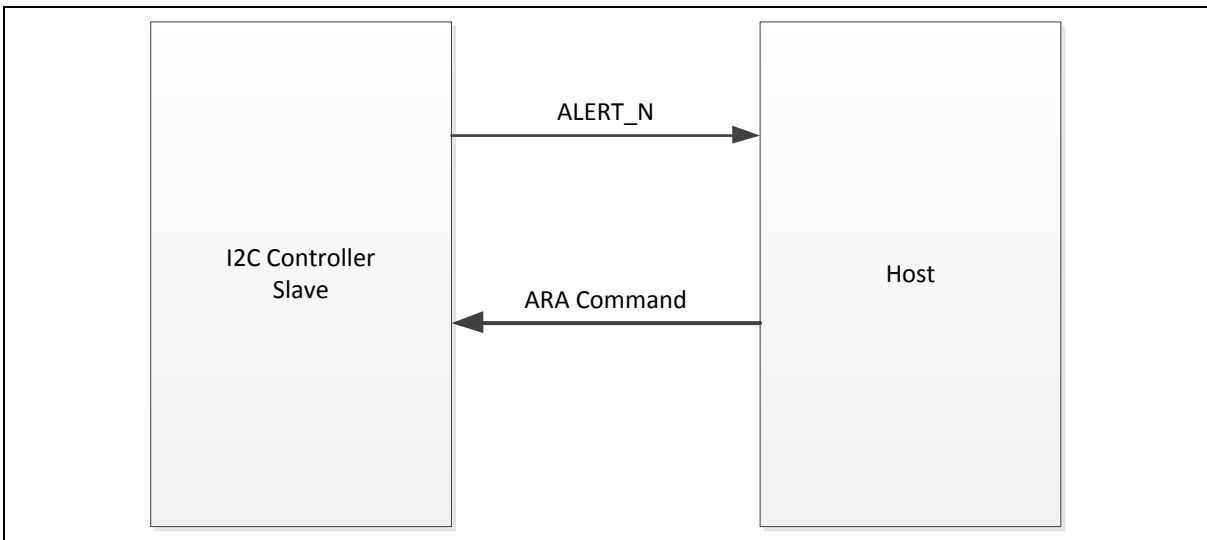 ALERT_N
I2C Controller
Slave
Host
ARA Command